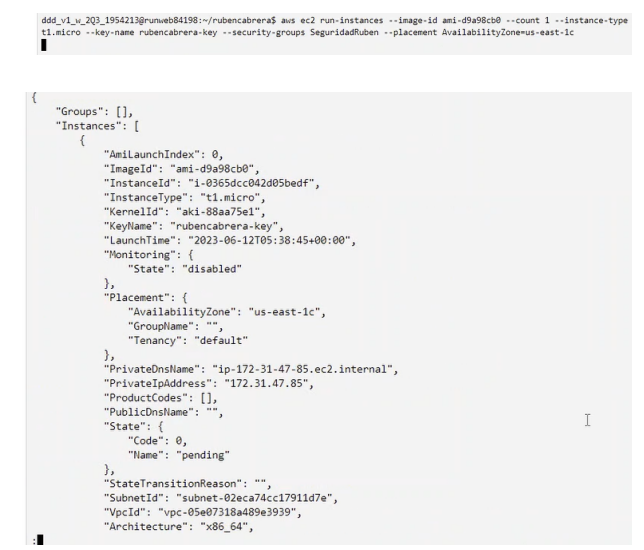 ddd_v1_w_2Q3_1954213@runweb84198:~/rubencabrera$ aws ec2 run-instances --image-id ami-d9a98cb0 --count 1 --instance-type
t1.micro --key-name rubencabrera-key --security-groups SeguridadRuben --placement AvailabilityZone=us-east-1c
{
    "Groups": [],
    "Instances": [
        {
            "AmiLaunchIndex": 0,
            "ImageId": "ami-d9a98cb0",
            "InstanceId": "i-0365dcc042d05bedf",
            "InstanceType": "t1.micro",
            "KernelId": "aki-88aa75e1",
            "KeyName": "rubencabrera-key",
            "LaunchTime": "2023-06-12T05:38:45+00:00",
            "Monitoring": {
                "State": "disabled"
            },
            "Placement": {
                "AvailabilityZone": "us-east-1c",
                "GroupName": "",
                "Tenancy": "default"
            },
            "PrivateDnsName": "ip-172-31-47-85.ec2.internal",
            "PrivateIpAddress": "172.31.47.85",
            "ProductCodes": [],
            "PublicDnsName": "",
            "State": {
                "Code": 0,
                "Name": "pending"
            },
            "StateTransitionReason": "",
            "SubnetId": "subnet-02eca74cc17911d7e",
            "VpcId": "vpc-05e07318a489e3939",
            "Architecture": "x86_64",
: